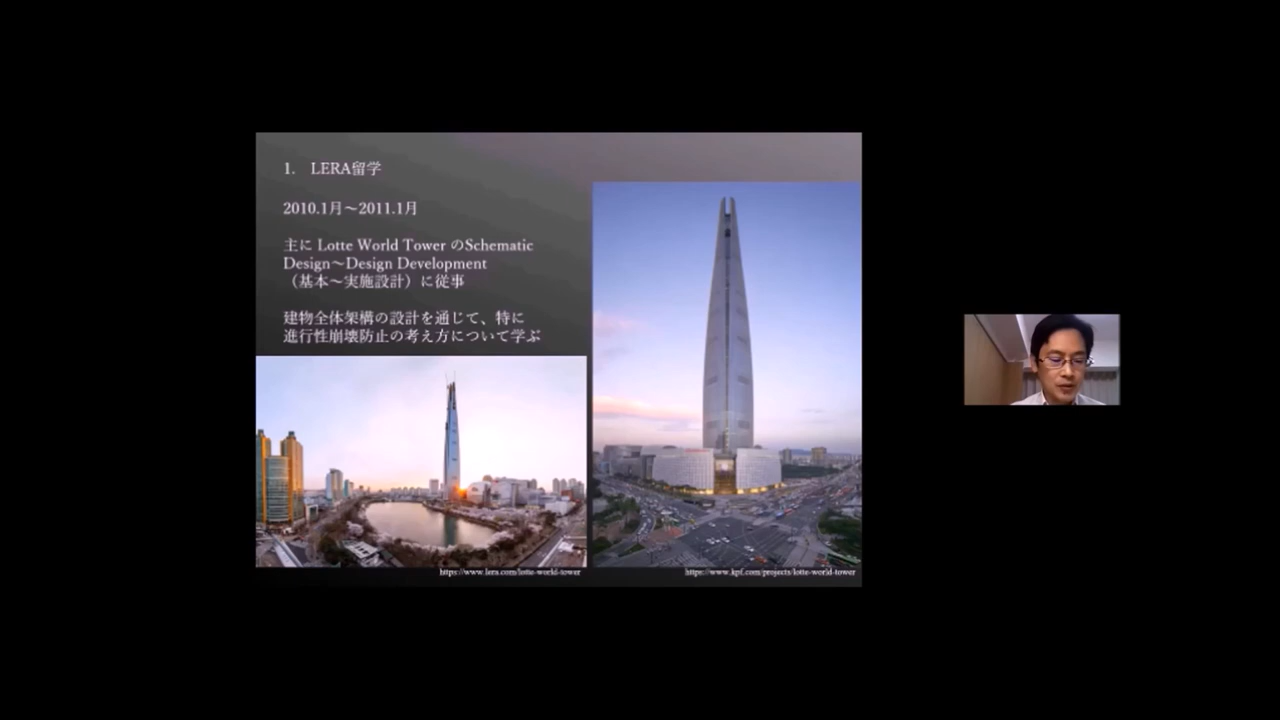 1. LERA留学
2010.1月～2011.1月
主に Lotte World Tower のSchematic
Design～Design Development
（基本～実施設計）に従事
建物全体架構の設計を通じて、特に
進行性崩壊防止の考え方について学ぶ
https://www.lera.com/lotte-world-tower
https://www.kpf.com/projects/lotte-world-tower